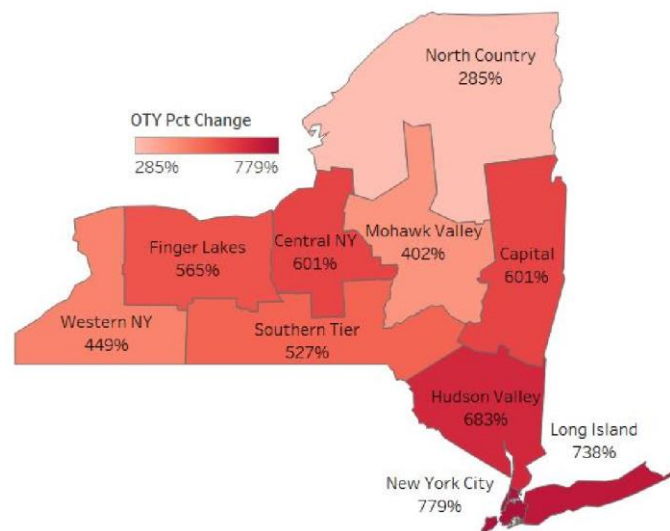 North Country
285%
OTY Pct Change
285% 779%
Finger Lakes
565%
Central NY
601%
Mohawk Valley
402%
Capital
601%
Western NY
449%
Southern Tier
527%
Hudson Valley
683%
Long Island
738%
New York City
779%